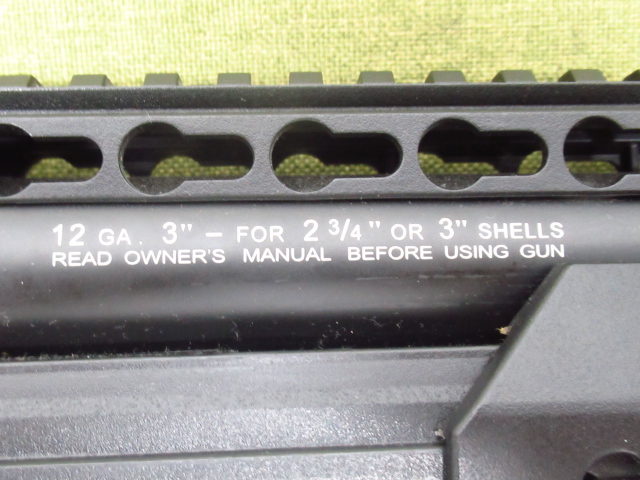 12 GA. 3" – FOR 2 3/4" OR 3" SHELLS
READ OWNER'S MANUAL BEFORE USING GUN